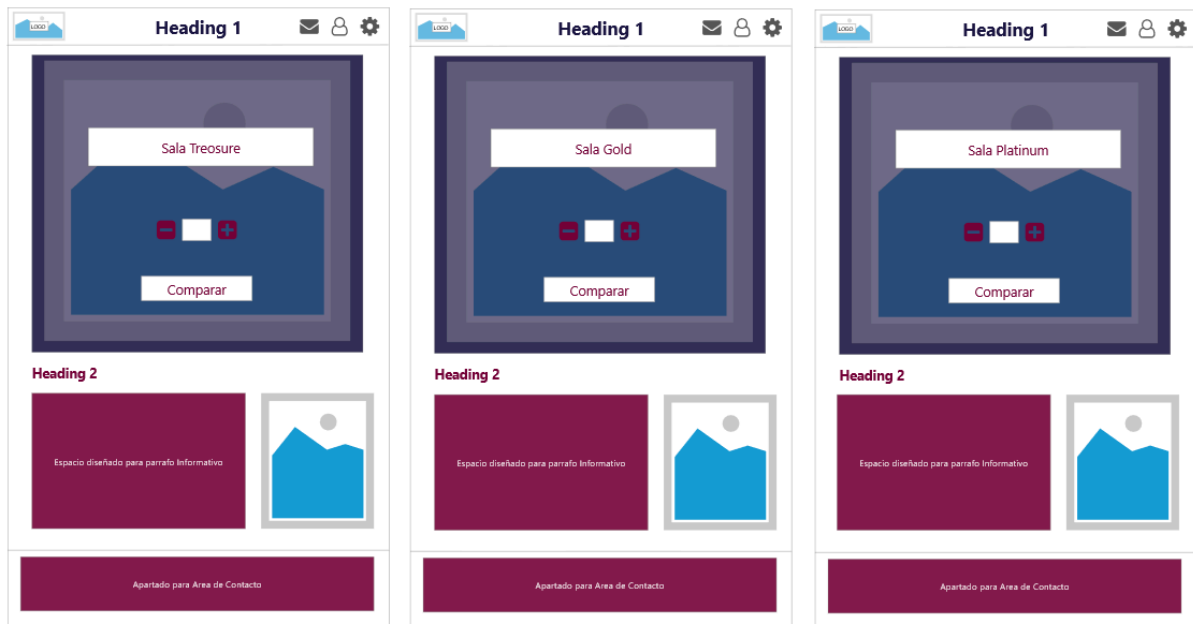 LOGO
Heading 1
Sala Treosure
Comparar
Heading 2
Espacio diseñado para parrafo Informativo
Apartado para Area de Contacto
LOGO
Heading 1
Sala Gold
Comparar
Heading 2
Espacio diseñado para parrafo Informativo
Apartado para Area de Contacto
LOGO
Heading 1
Sala Platinum
Comparar
Heading 2
Espacio diseñado para parrafo Informativo
Apartado para Area de Contacto